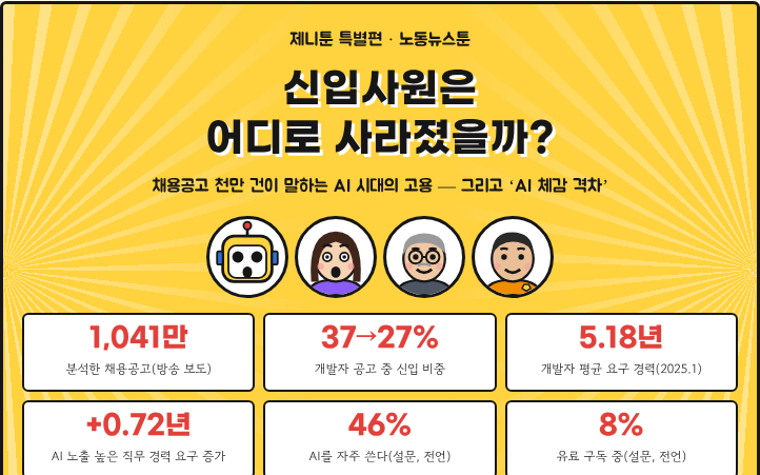 제니툰 특별편 · 노동뉴스툰
신입사원은
어디로 사라졌을까?
채용공고 천만 건이 말하는 AI 시대의 고용 — 그리고 ‘AI 체감 격차’
1,041만
분석한 채용공고(방송 보도)
37→27%
개발자 공고 중 신입 비중
5.18년
개발자 평균 요구 경력(2025.1)
+0.72년
AI 노출 높은 직무 경력 요구 증가
46%
AI를 자주 쓴다(설문, 전언)
8%
유료 구독 중(설문, 전언)